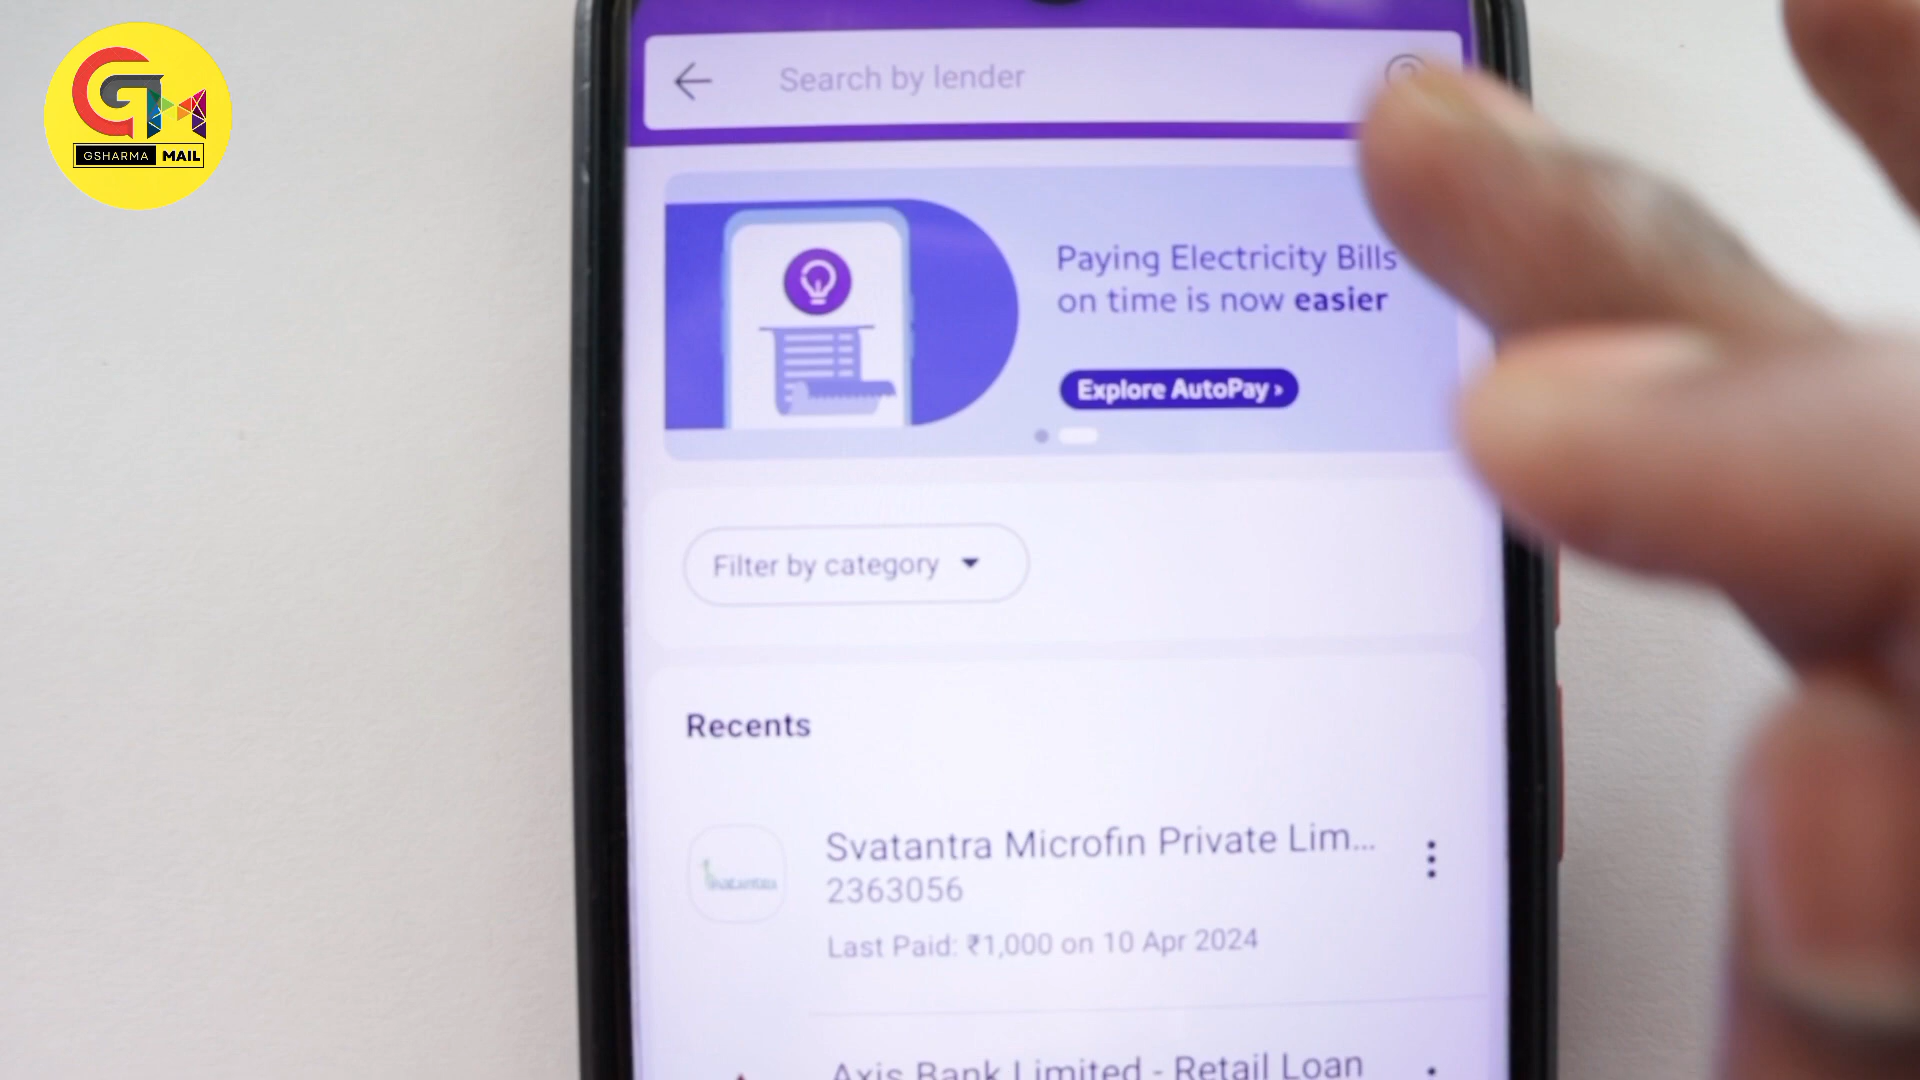 GSHARMA MAIL
Search by lender
Paying Electricity Bills
on time is now easier
Explore AutoPay ›
Filter by category
Recents
Svatantra Microfin Private Lim...
2363056
Last Paid: ₹1,000 on 10 Apr 2024
Axis Bank Limited - Retail Loan